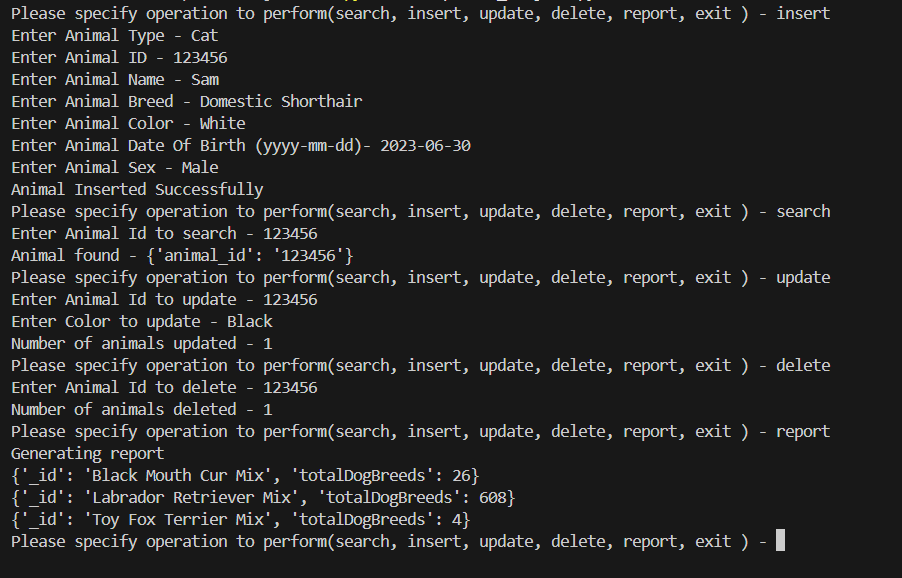 Please specify operation to perform(search, insert, update, delete, report, exit ) - insert
Enter Animal Type - Cat
Enter Animal ID - 123456
Enter Animal Name - Sam
Enter Animal Breed - Domestic Shorthair
Enter Animal Color - White
Enter Animal Date Of Birth (yyyy-mm-dd)- 2023-06-30
Enter Animal Sex - Male
Animal Inserted Successfully
Please specify operation to perform(search, insert, update, delete, report, exit ) - search
Enter Animal Id to search - 123456
Animal found - {'animal_id': '123456'}
Please specify operation to perform(search, insert, update, delete, report, exit ) - update
Enter Animal Id to update - 123456
Enter Color to update - Black
Number of animals updated - 1
Please specify operation to perform(search, insert, update, delete, report, exit ) - delete
Enter Animal Id to delete - 123456
Number of animals deleted - 1
Please specify operation to perform(search, insert, update, delete, report, exit ) - report
Generating report
{'_id': 'Black Mouth Cur Mix', 'totalDogBreeds': 26}
{'_id': 'Labrador Retriever Mix', 'totalDogBreeds': 608}
{'_id': 'Toy Fox Terrier Mix', 'totalDogBreeds': 4}
Please specify operation to perform(search, insert, update, delete, report, exit ) -